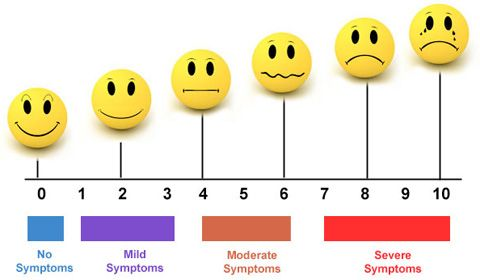 0 1 2 3 4 5 6 7 8 9 10
No
Symptoms
Mild
Symptoms
Moderate
Symptoms
Severe
Symptoms